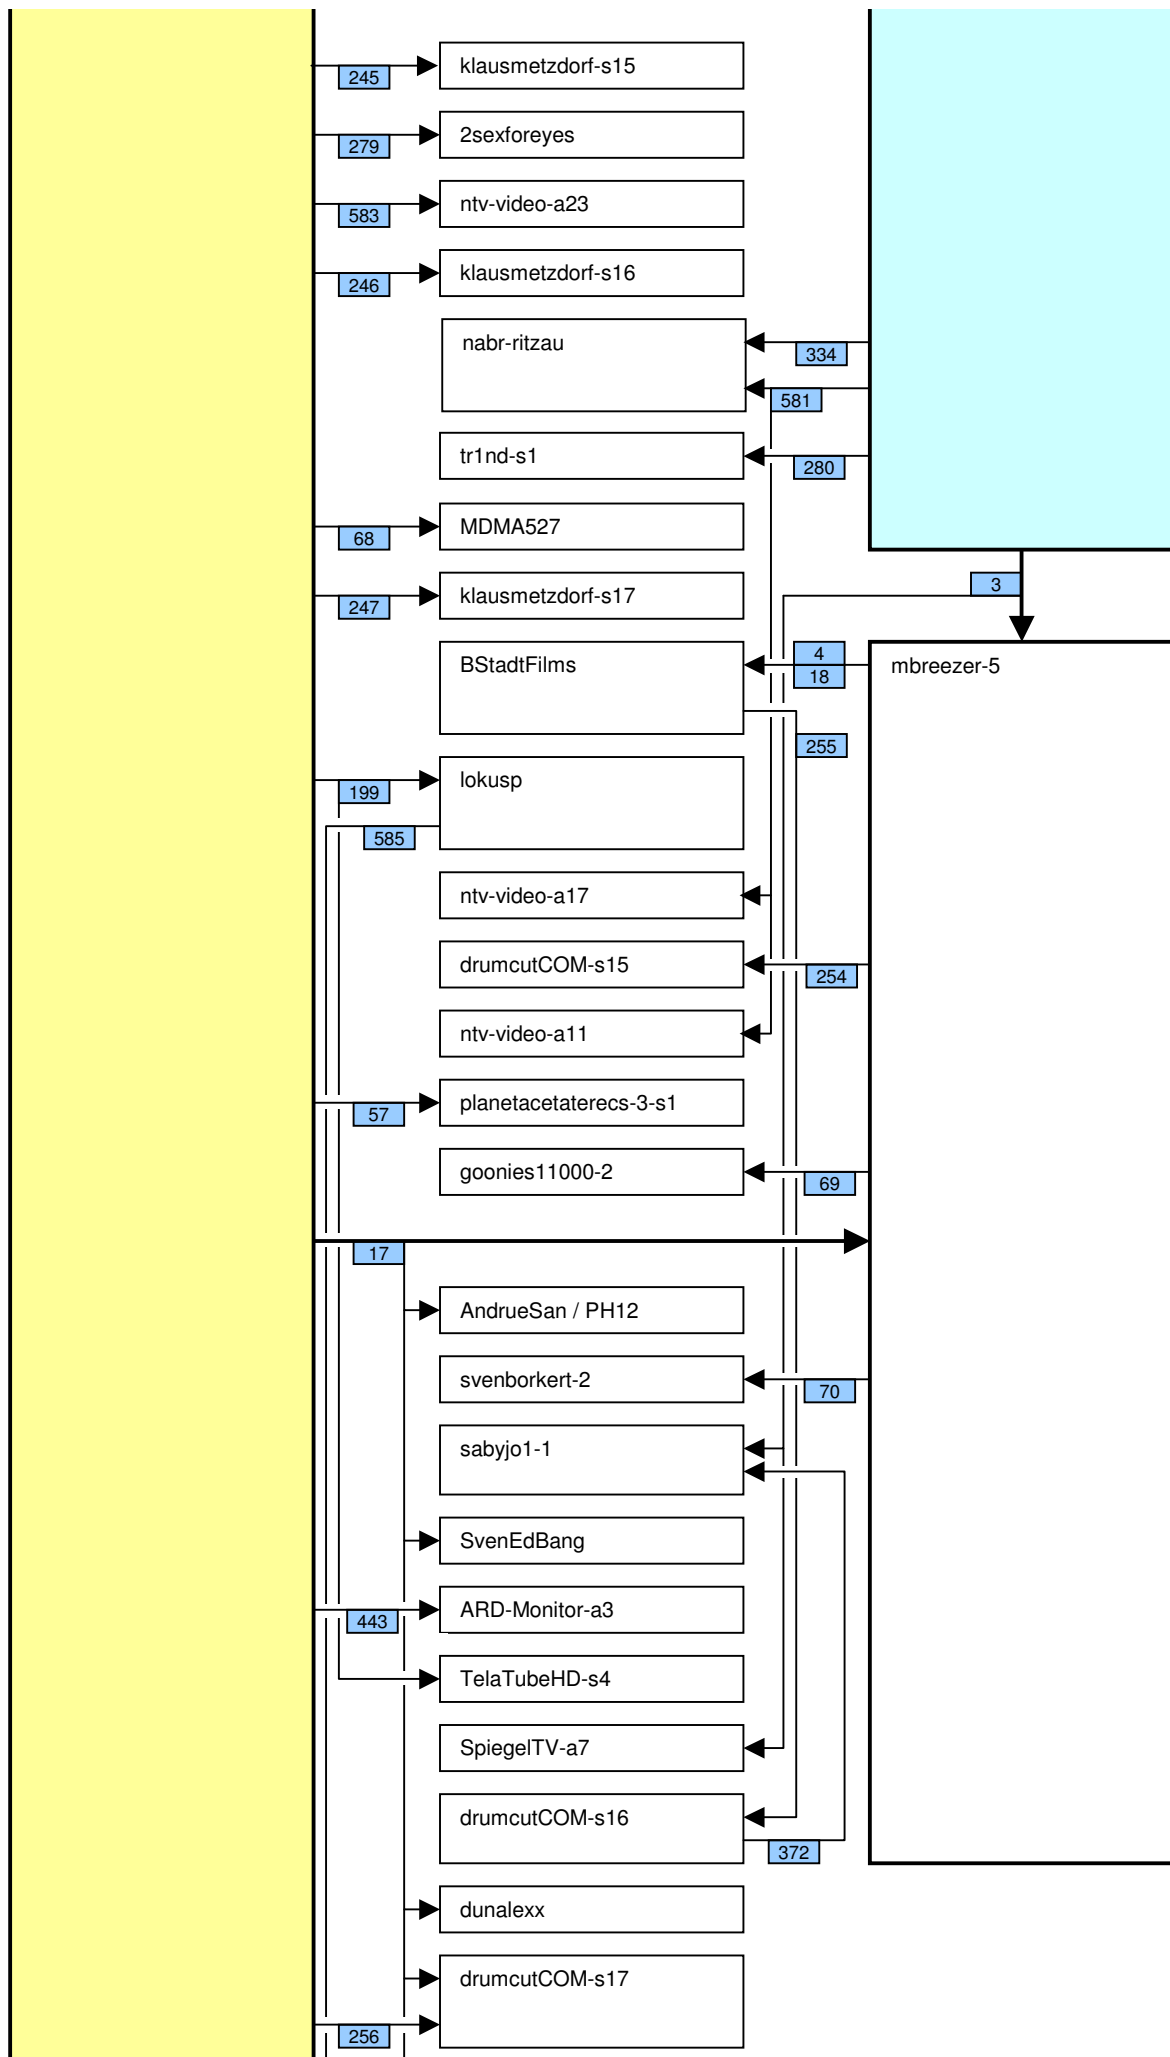 klausmetzdorf-s15
245
2sexforeyes
279
ntv-video-a23
583
klausmetzdorf-s16
246
nabr-ritzau
334
581
tr1nd-s1
280
MDMA527
68
3
klausmetzdorf-s17
247
BStadtFilms
4
18
mbreezer-5
255
lokusp
199
585
ntv-video-a17
drumcutCOM-s15
254
ntv-video-a11
planetacetaterecs-3-s1
57
goonies11000-2
69
17
AndrueSan / PH12
svenborkert-2
70
sabyjo1-1
SvenEdBang
ARD-Monitor-a3
443
TelaTubeHD-s4
SpiegelTV-a7
drumcutCOM-s16
372
dunalexx
drumcutCOM-s17
256